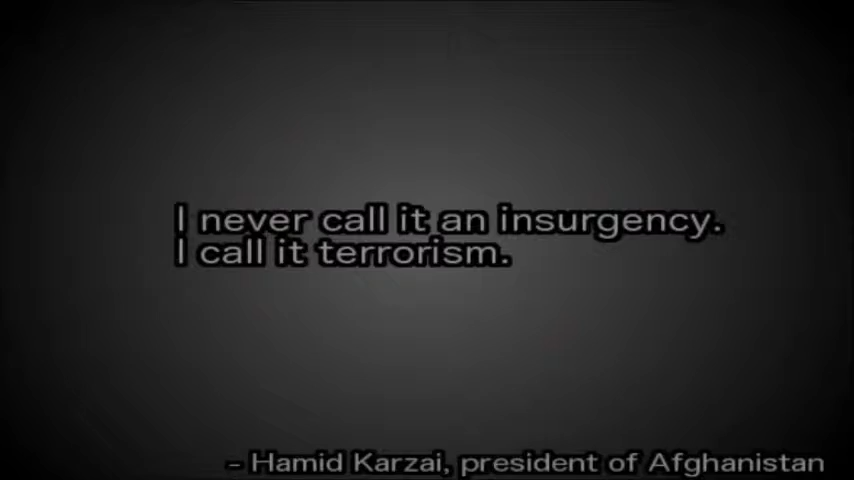 I never call it an insurgency.
I call it terrorism.
- Hamid Karzai, president of Afghanistan